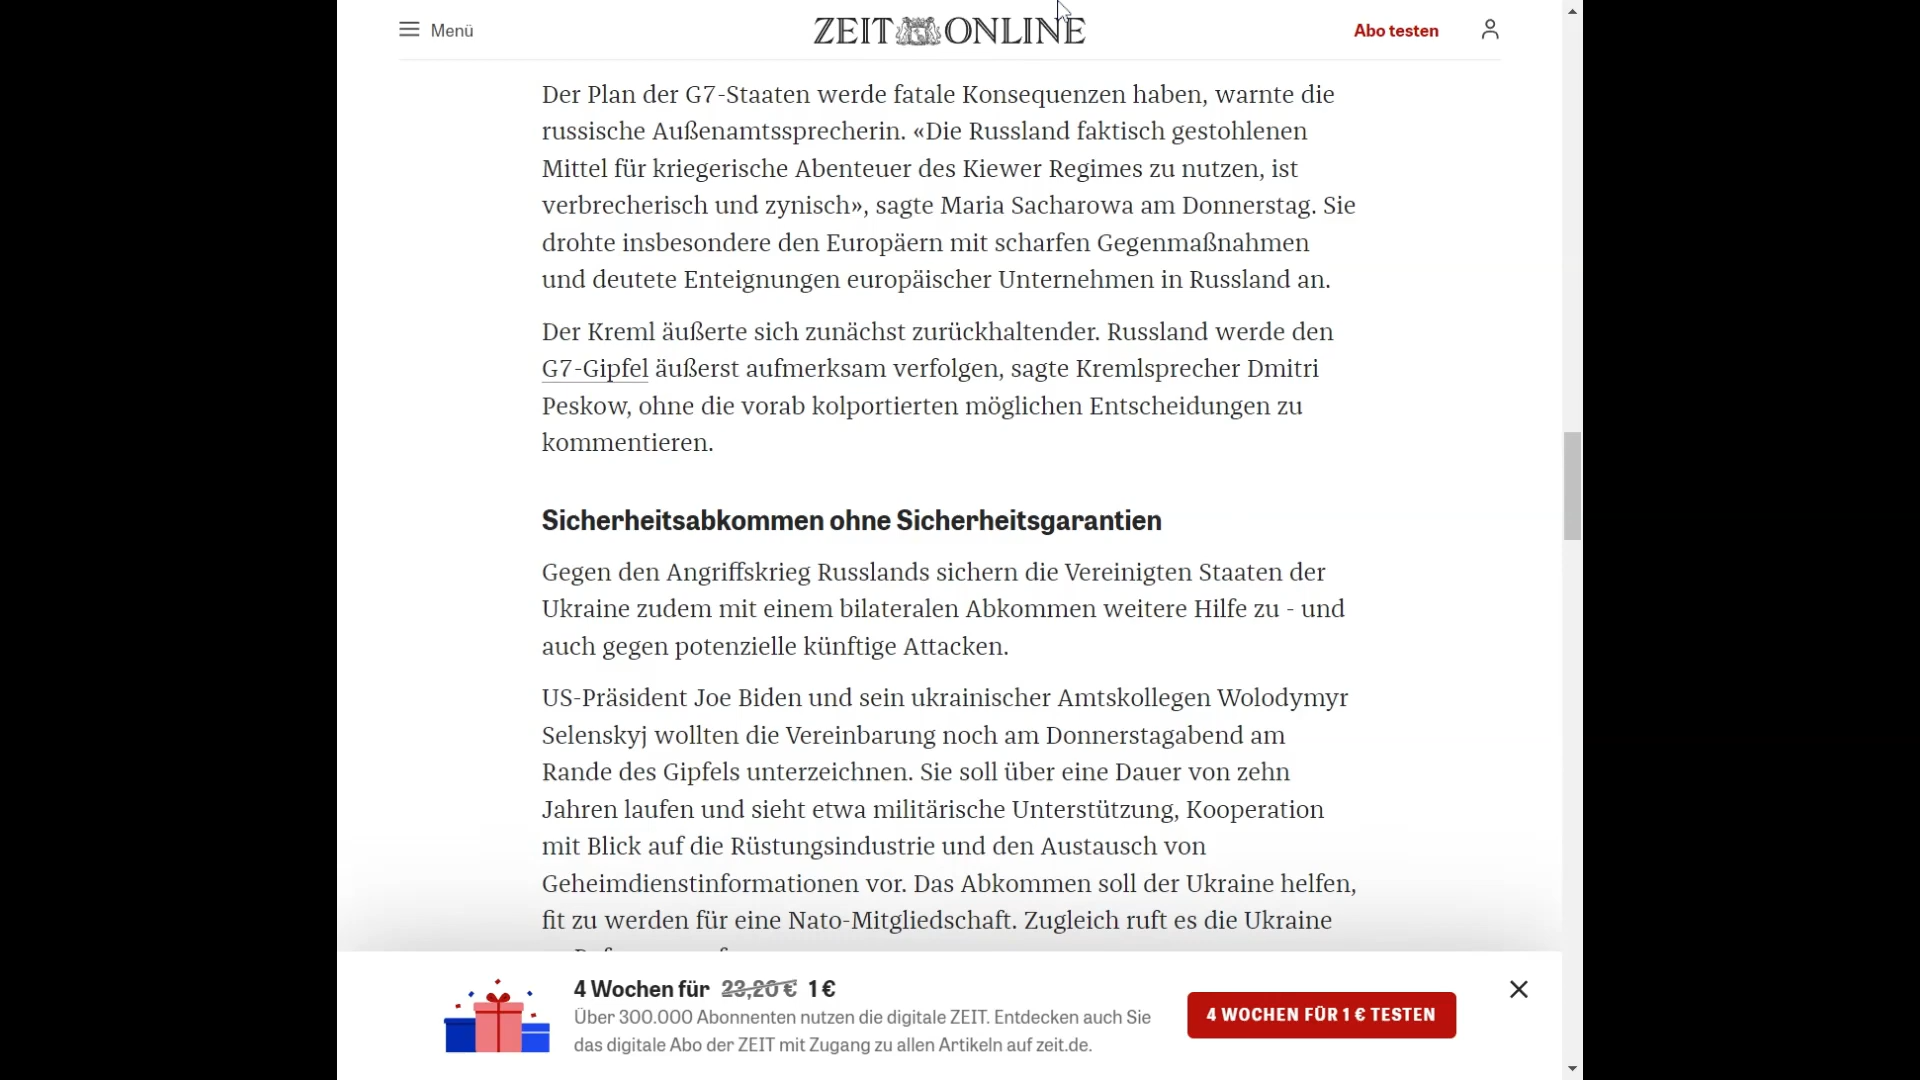 Menü
ZEIT ONLINE
Abo testen
Der Plan der G7-Staaten werde fatale Konsequenzen haben, warnte die
russische Außenamtssprecherin. «Die Russland faktisch gestohlenen
Mittel für kriegerische Abenteuer des Kiewer Regimes zu nutzen, ist
verbrecherisch und zynisch», sagte Maria Sacharowa am Donnerstag. Sie
drohte insbesondere den Europäern mit scharfen Gegenmaßnahmen
und deutete Enteignungen europäischer Unternehmen in Russland an.
Der Kreml äußerte sich zunächst zurückhaltender. Russland werde den
G7-Gipfel äußerst aufmerksam verfolgen, sagte Kremlsprecher Dmitri
Peskow, ohne die vorab kolportierten möglichen Entscheidungen zu
kommentieren.
Sicherheitsabkommen ohne Sicherheitsgarantien
Gegen den Angriffskrieg Russlands sichern die Vereinigten Staaten der
Ukraine zudem mit einem bilateralen Abkommen weitere Hilfe zu - und
auch gegen potenzielle künftige Attacken.
US-Präsident Joe Biden und sein ukrainischer Amtskollegen Wolodymyr
Selenskyj wollten die Vereinbarung noch am Donnerstagabend am
Rande des Gipfels unterzeichnen. Sie soll über eine Dauer von zehn
Jahren laufen und sieht etwa militärische Unterstützung, Kooperation
mit Blick auf die Rüstungsindustrie und den Austausch von
Geheimdienstinformationen vor. Das Abkommen soll der Ukraine helfen,
fit zu werden für eine Nato-Mitgliedschaft. Zugleich ruft es die Ukraine
4 Wochen für 23,20 € 1 €
Über 300.000 Abonnenten nutzen die digitale ZEIT. Entdecken auch Sie
das digitale Abo der ZEIT mit Zugang zu allen Artikeln auf zeit.de.
4 WOCHEN FÜR 1 € TESTEN